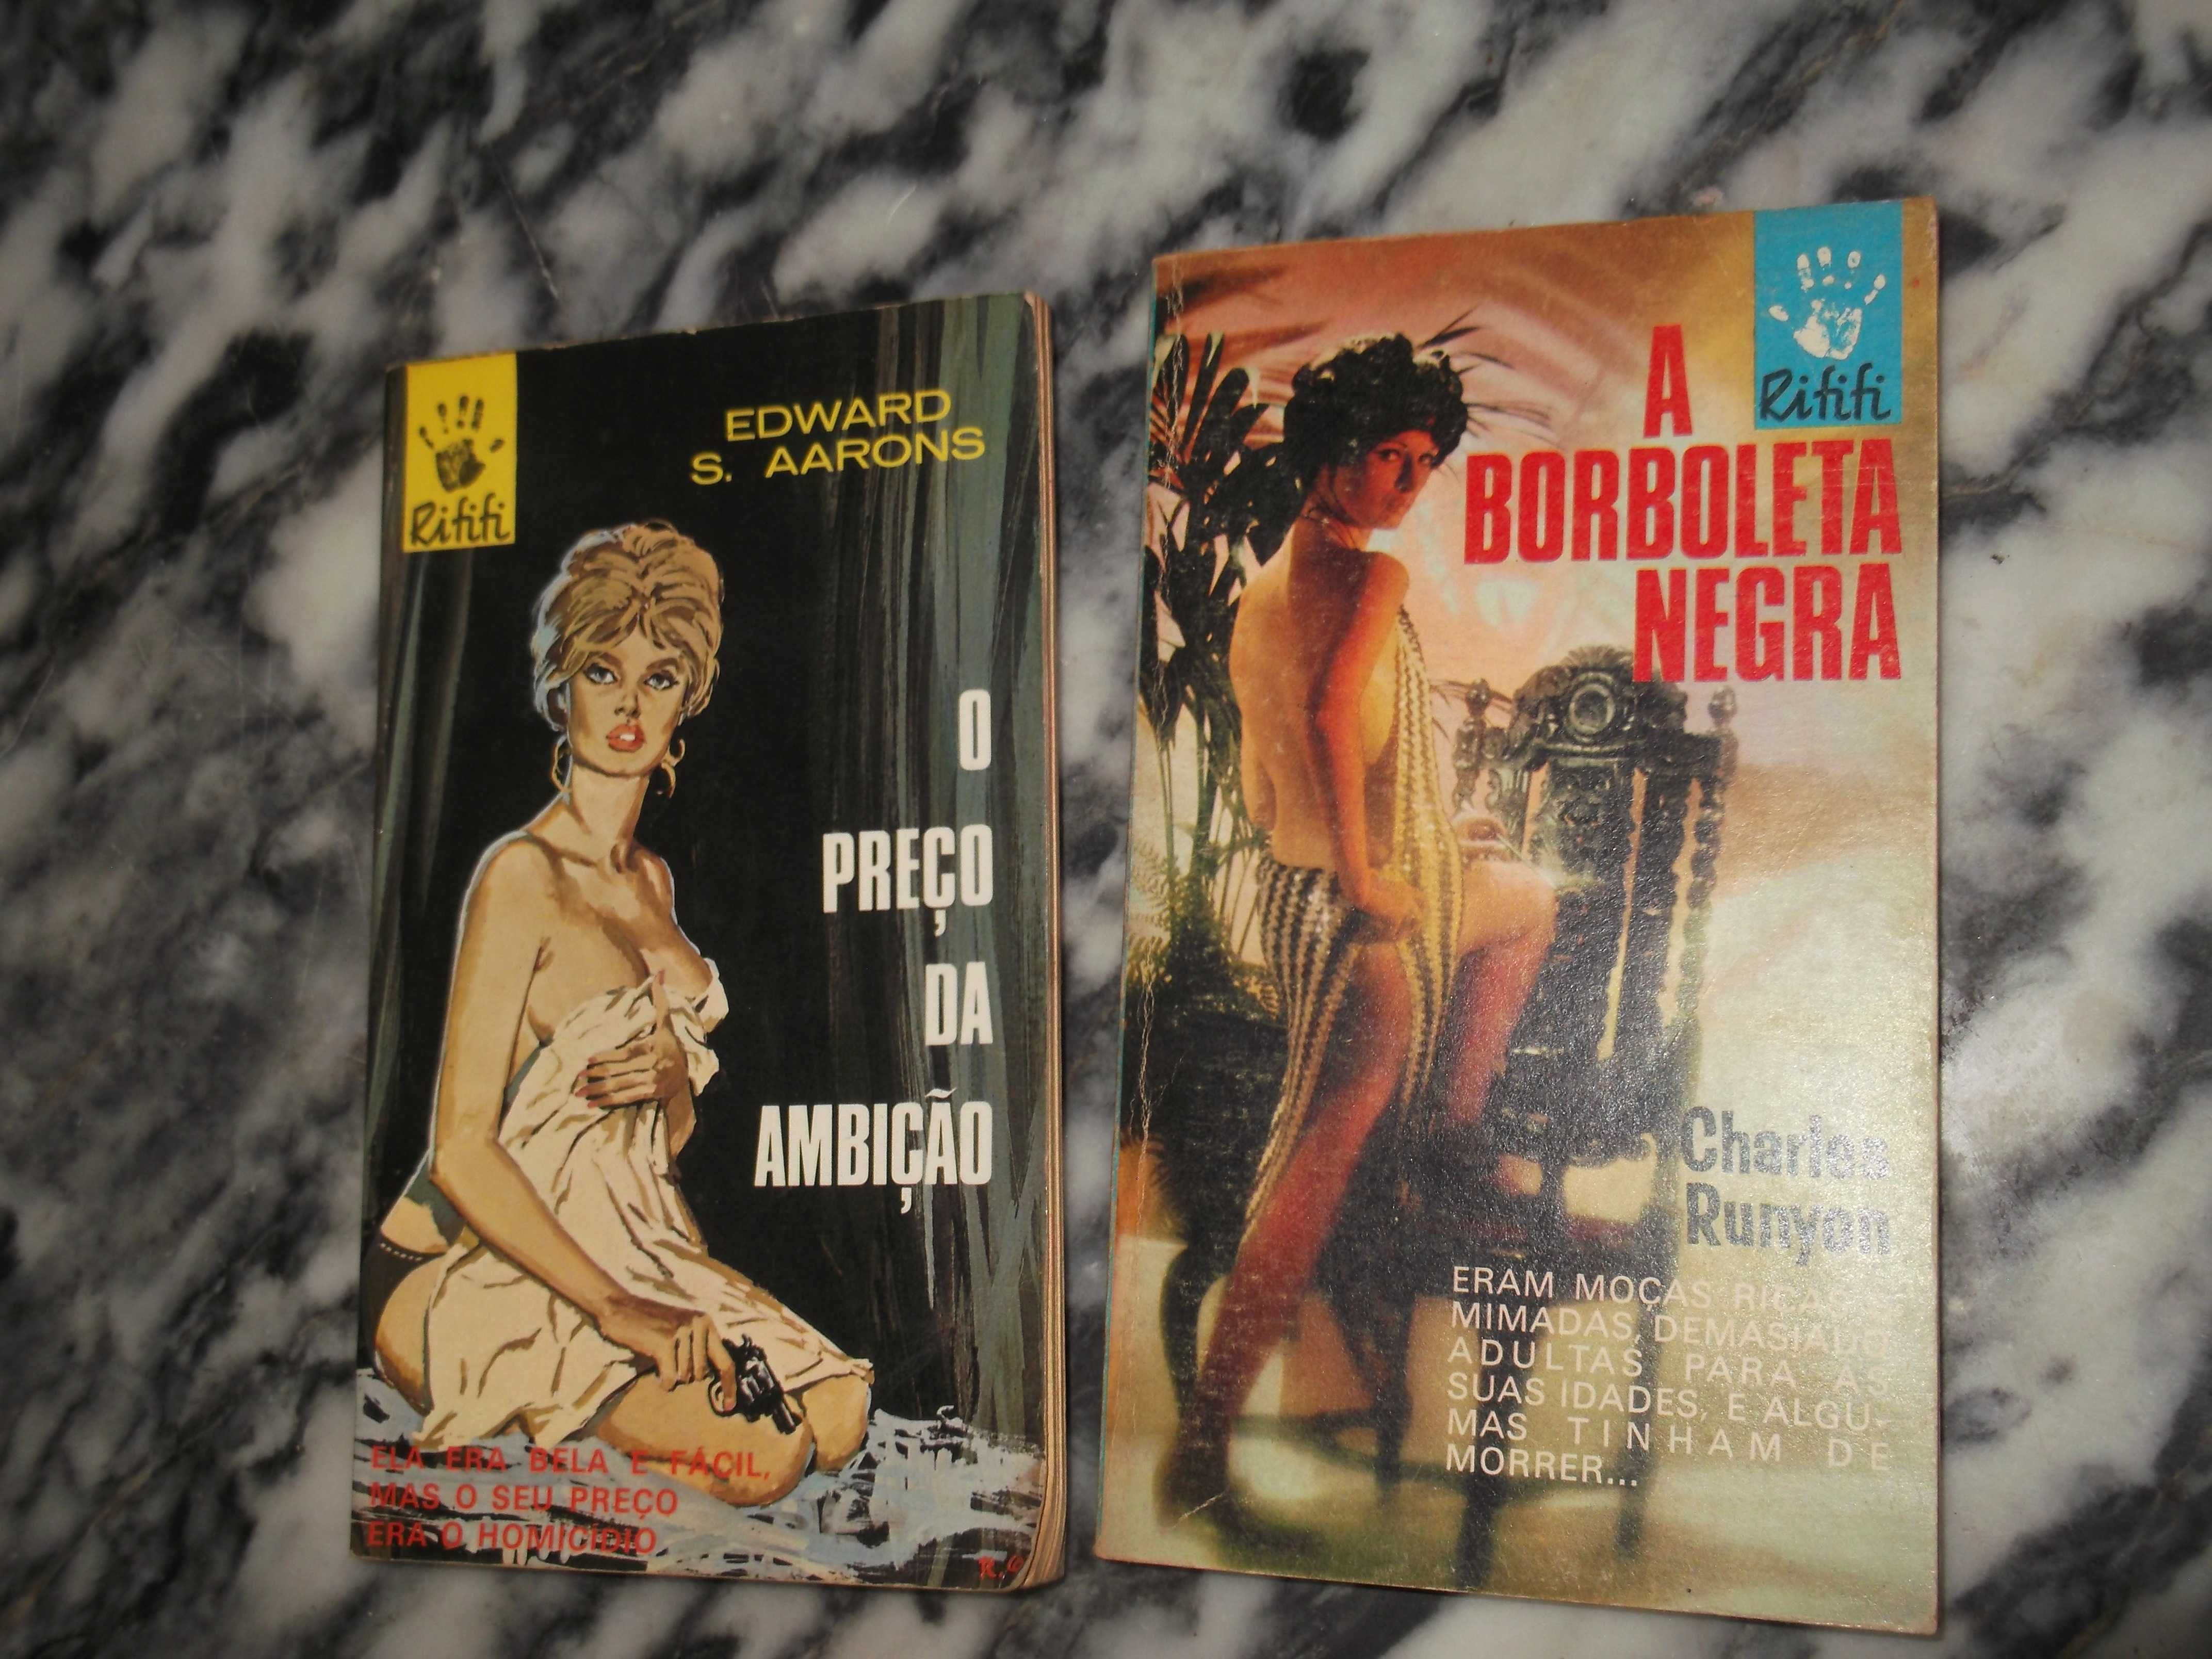 Rififi
EDWARD
S. AARONS
O
PREÇO
DA
AMBIÇÃO
ELA ERA BELA E FÁCIL,
MAS O SEU PREÇO
ERA O HOMICÍDIO
Rififi
A
BORBOLETA
NEGRA
Charles
Runyon
ERAM MOÇAS RICAS E
MIMADAS, DEMASIADO
ADULTAS PARA AS
SUAS IDADES, E ALGU-
MAS TINHAM DE
MORRER...